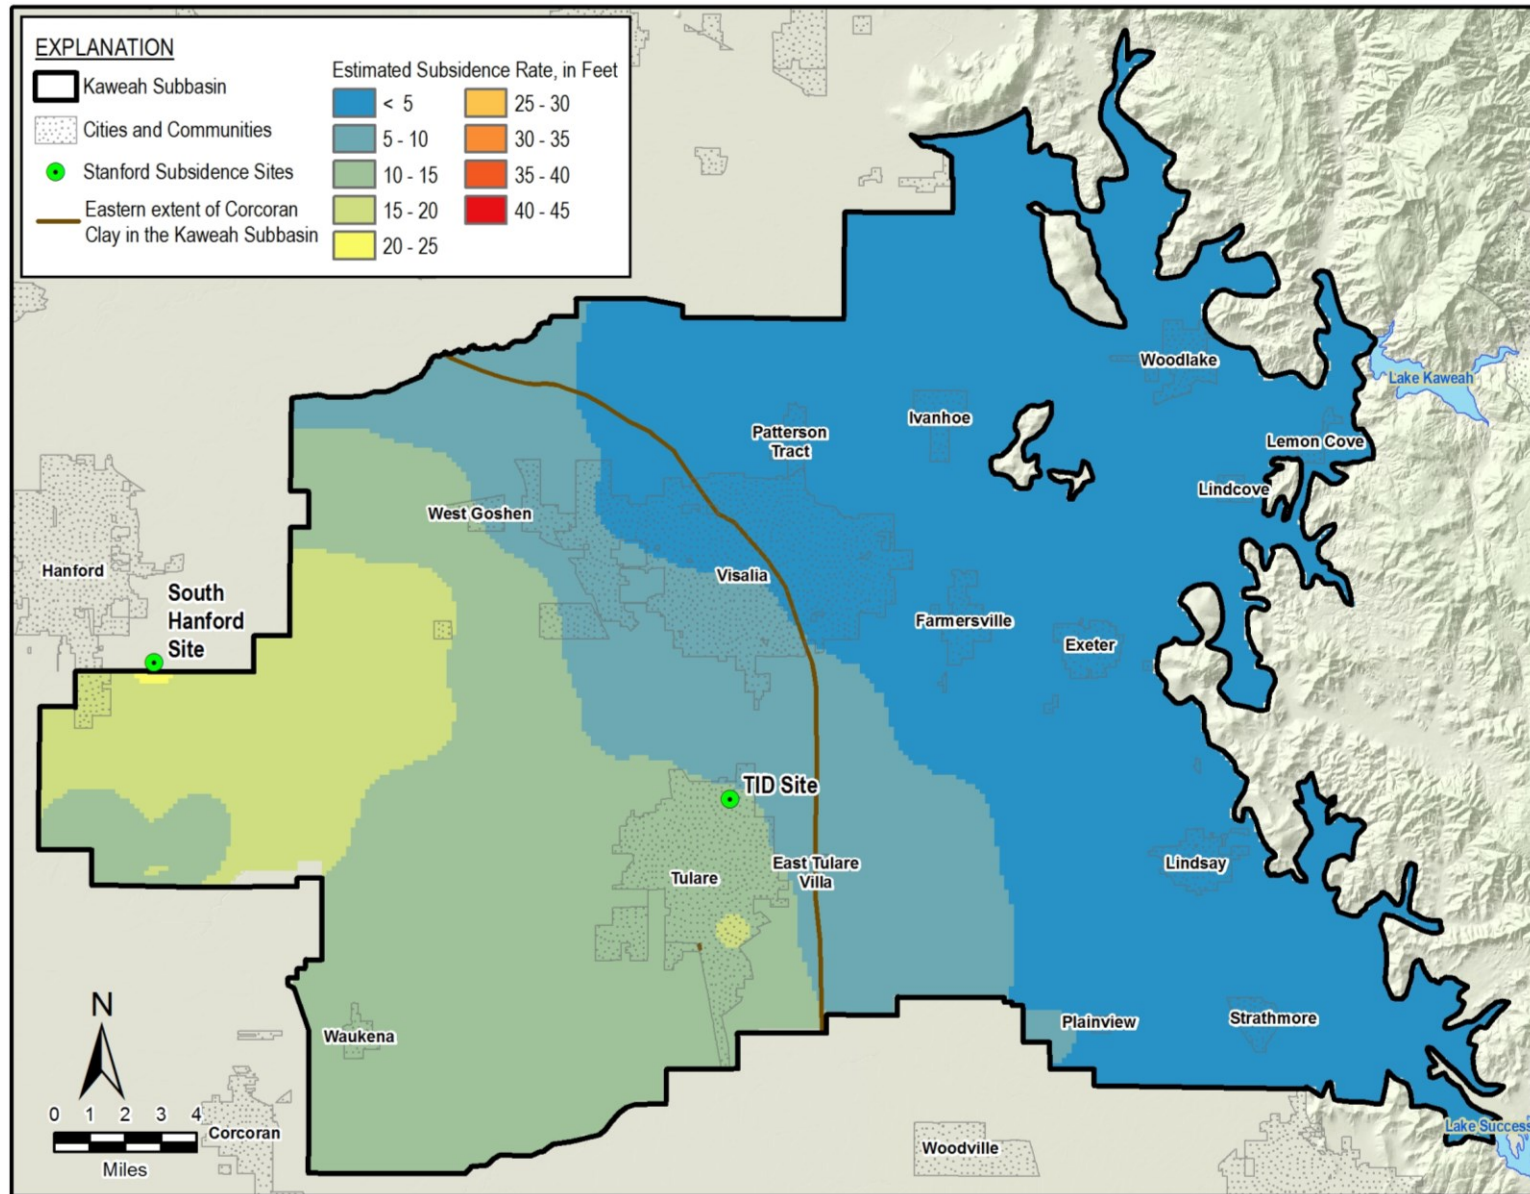 EXPLANATION
Kaweah Subbasin
Cities and Communities
Stanford Subsidence Sites
Eastern extent of Corcoran
Clay in the Kaweah Subbasin
Estimated Subsidence Rate, in Feet
< 5
5 - 10
10 - 15
15 - 20
20 - 25
25 - 30
30 - 35
35 - 40
40 - 45
Woodlake
Lake Kaweah
Ivanhoe
Patterson
Tract
Lemon Cove
Lindcove
West Goshen
Hanford
Visalia
South
Hanford
Site
Farmersville
Exeter
TID Site
Tulare
East Tulare
Villa
Lindsay
Waukena
Plainview
Strathmore
N
0 1 2 3 4
Miles
Corcoran
Woodville
Lake Success